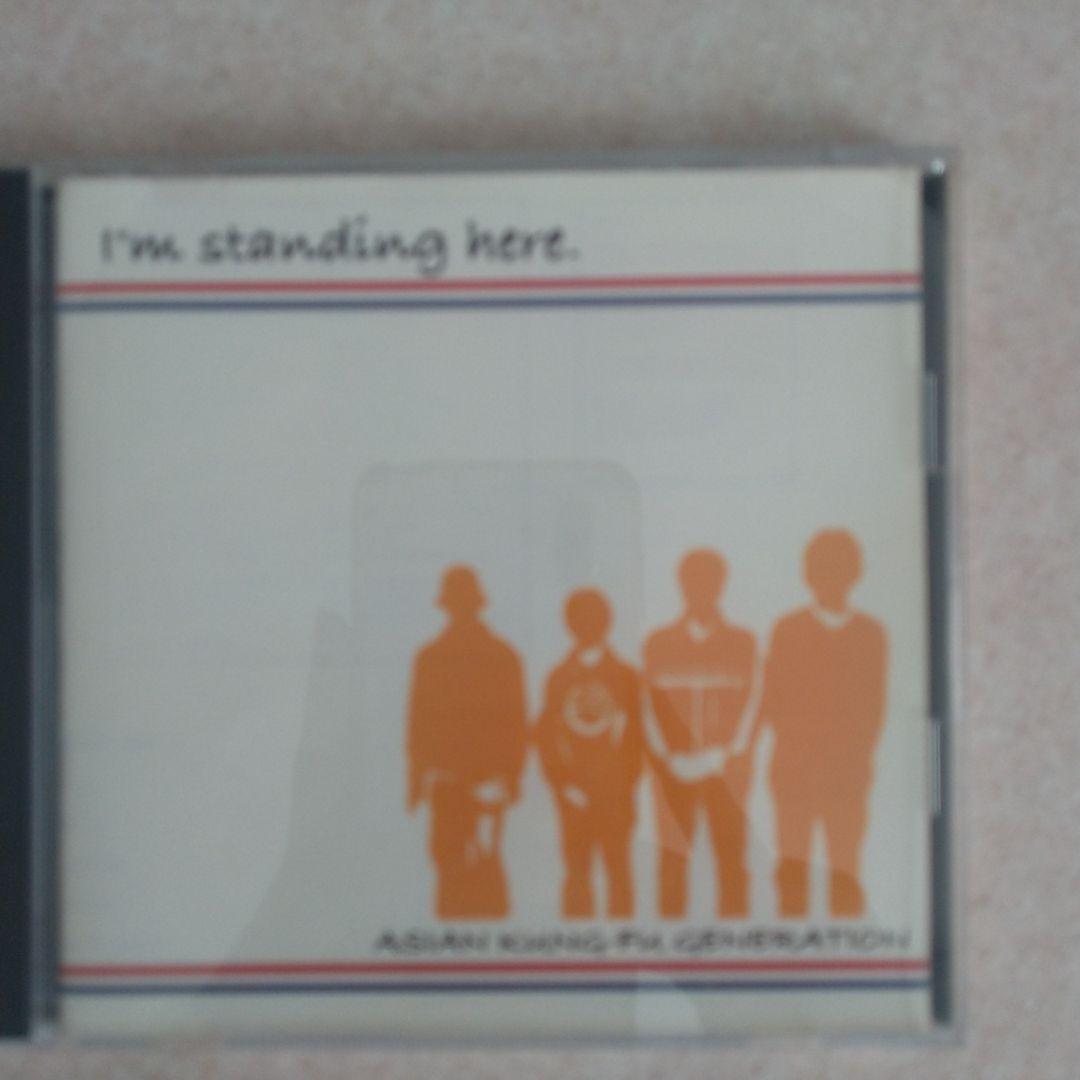 I'm standing here.
ASIAN KUNG-FU GENERATION